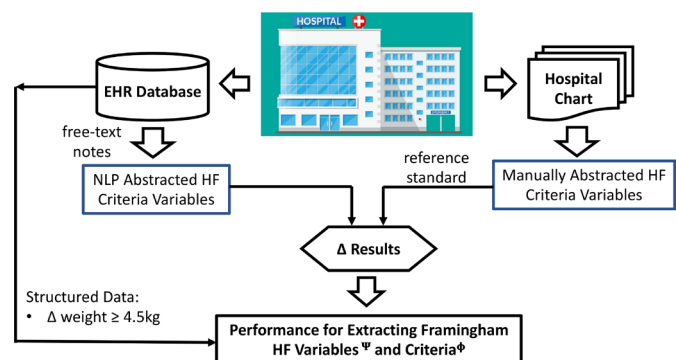 HOSPITAL
EHR Database
Hospital
Chart
free-text
notes
NLP Abstracted HF
Criteria Variables
reference
standard
Manually Abstracted HF
Criteria Variables
Δ Results
Structured Data:
• Δ weight ≥ 4.5kg
Performance for Extracting Framingham
HF Variables Ψ and Criteriaϕ